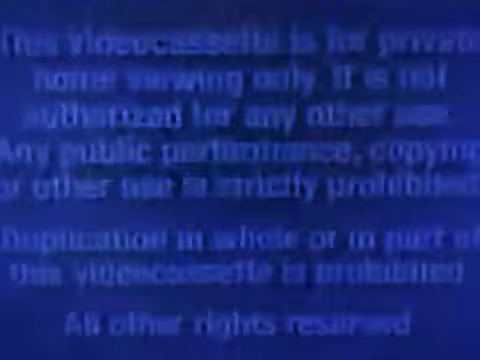 This videocassette is for private
home viewing only. It is not
authorized for any other use.
Any public performance, copying
or other use is strictly prohibited
Duplication in whole or in part of
this videocassette is prohibited
All other rights reserved